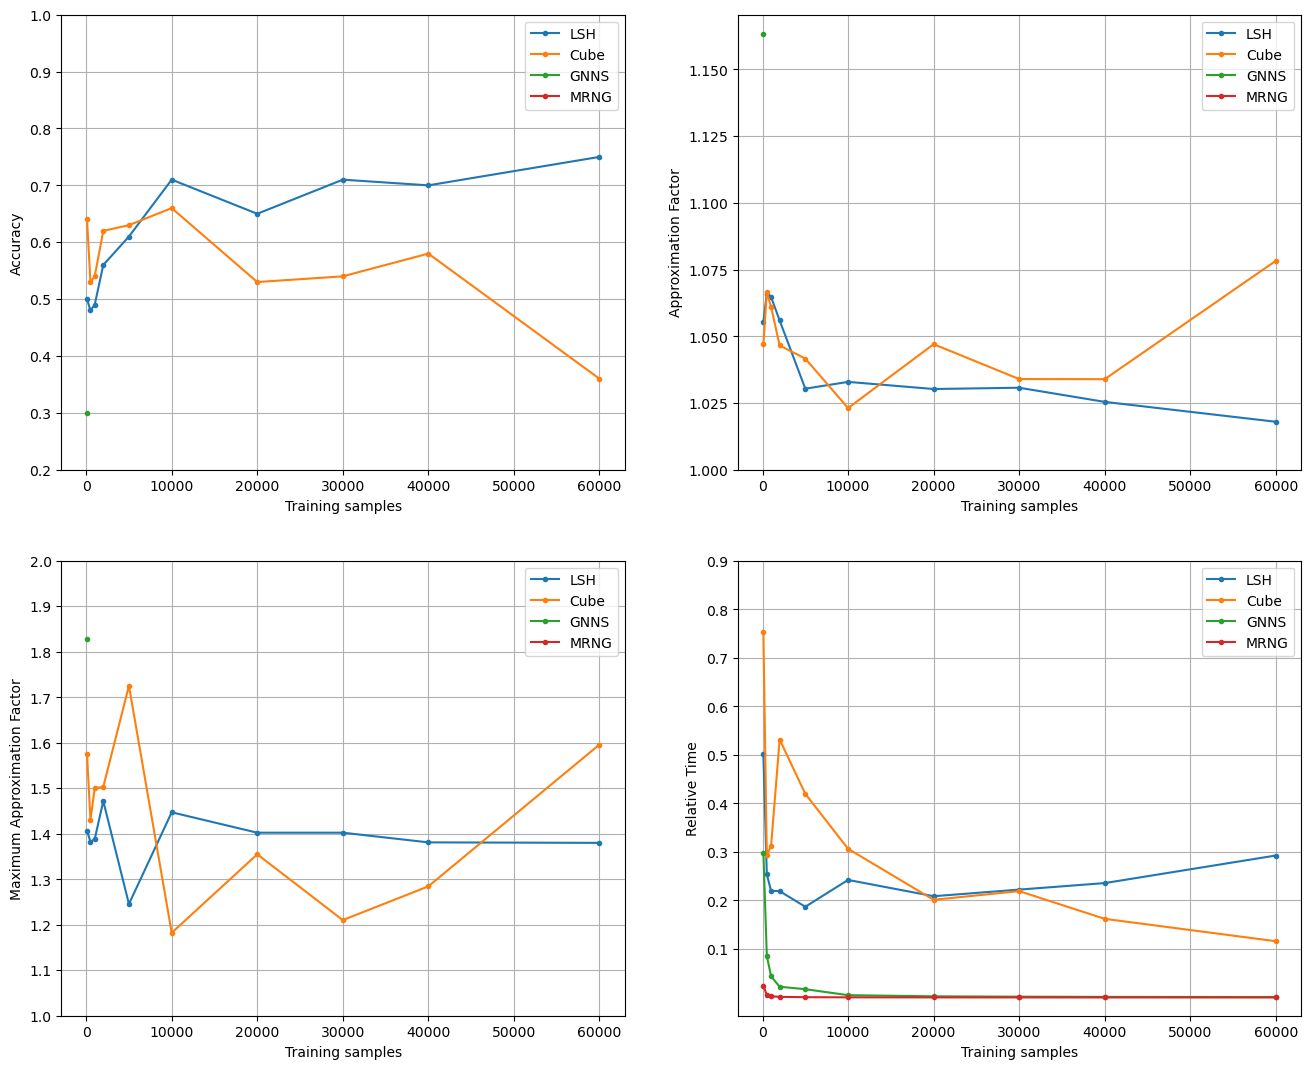 1.0
0.9
0.8
0.7
0.6
0.5
0.4
0.3
0.2
Accuracy
LSH
Cube
GNNS
MRNG
0 10000 20000 30000 40000 50000 60000
Training samples
1.150
1.125
1.100
1.075
1.050
1.025
1.000
Approximation Factor
LSH
Cube
GNNS
MRNG
0 10000 20000 30000 40000 50000 60000
Training samples
2.0
1.9
1.8
1.7
1.6
1.5
1.4
1.3
1.2
1.1
1.0
Maximum Approximation Factor
LSH
Cube
GNNS
MRNG
0 10000 20000 30000 40000 50000 60000
Training samples
0.9
0.8
0.7
0.6
0.5
0.4
0.3
0.2
0.1
Relative Time
LSH
Cube
GNNS
MRNG
0 10000 20000 30000 40000 50000 60000
Training samples